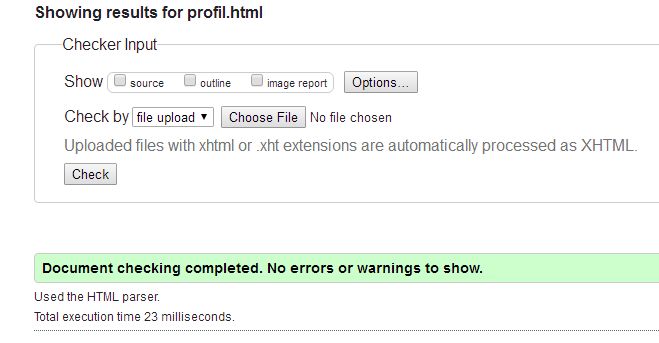 Showing results for profil.html
Checker Input
Show source outline image report Options...
Check by file upload Choose File No file chosen
Uploaded files with xhtml or .xht extensions are automatically processed as XHTML.
Check
Document checking completed. No errors or warnings to show.
Used the HTML parser.
Total execution time 23 milliseconds.